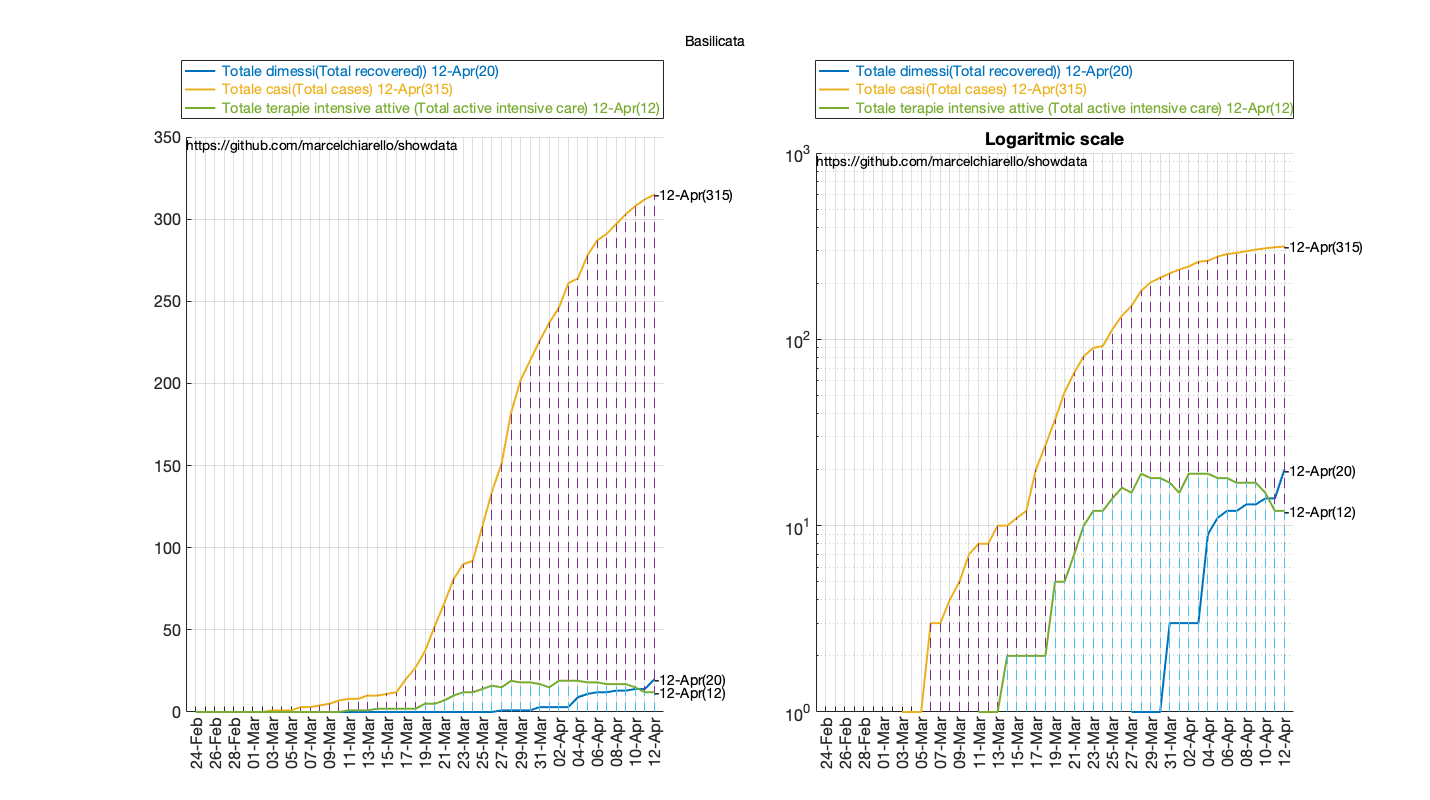 Basilicata
Totale dimessi(Total recovered)) 12-Apr(20)
Totale casi(Total cases) 12-Apr(315)
Totale terapie intensive attive (Total active intensive care) 12-Apr(12)
https://github.com/marcelchiarello/showdata
350
300
250
200
150
100
50
0
12-Apr(315)
12-Apr(20)
12-Apr(12)
24-Feb
26-Feb
28-Feb
01-Mar
03-Mar
05-Mar
07-Mar
09-Mar
11-Mar
13-Mar
15-Mar
17-Mar
19-Mar
21-Mar
23-Mar
25-Mar
27-Mar
29-Mar
31-Mar
02-Apr
04-Apr
06-Apr
08-Apr
10-Apr
12-Apr
Totale dimessi(Total recovered)) 12-Apr(20)
Totale casi(Total cases) 12-Apr(315)
Totale terapie intensive attive (Total active intensive care) 12-Apr(12)
Logaritmic scale
https://github.com/marcelchiarello/showdata
10^3
10^2
10^1
10^0
12-Apr(315)
12-Apr(20)
12-Apr(12)
24-Feb
26-Feb
28-Feb
01-Mar
03-Mar
05-Mar
07-Mar
09-Mar
11-Mar
13-Mar
15-Mar
17-Mar
19-Mar
21-Mar
23-Mar
25-Mar
27-Mar
29-Mar
31-Mar
02-Apr
04-Apr
06-Apr
08-Apr
10-Apr
12-Apr